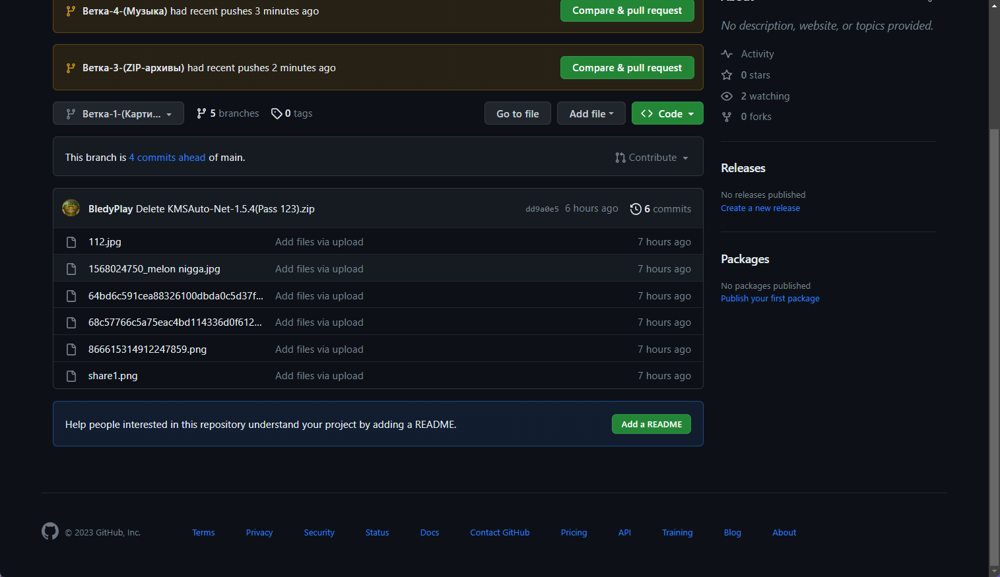 About
No description, website, or topics provided.
Activity
0 stars
2 watching
0 forks
Releases
No releases published
Create a new release
Packages
No packages published
Publish your first package
Ветка-4-(Музыка) had recent pushes 3 minutes ago
Compare & pull request
Ветка-3-(ZIP-архивы) had recent pushes 2 minutes ago
Compare & pull request
Ветка-1-(Карти...
5 branches
0 tags
Go to file
Add file
Code
This branch is 4 commits ahead of main.
Contribute
BledyPlay Delete KMSAuto-Net-1.5.4(Pass 123).zip
dd9a0e5 6 hours ago
6 commits
112.jpg Add files via upload 7 hours ago
1568024750_melon nigga.jpg Add files via upload 7 hours ago
64bd6c591cea88326100dbda0c5d37f... Add files via upload 7 hours ago
68c57766c5a75eac4bd114336d0f612... Add files via upload 7 hours ago
866615314912247859.png Add files via upload 7 hours ago
share1.png Add files via upload 7 hours ago
Help people interested in this repository understand your project by adding a README.
Add a README
© 2023 GitHub, Inc. Terms Privacy Security Status Docs Contact GitHub Pricing API Training Blog About